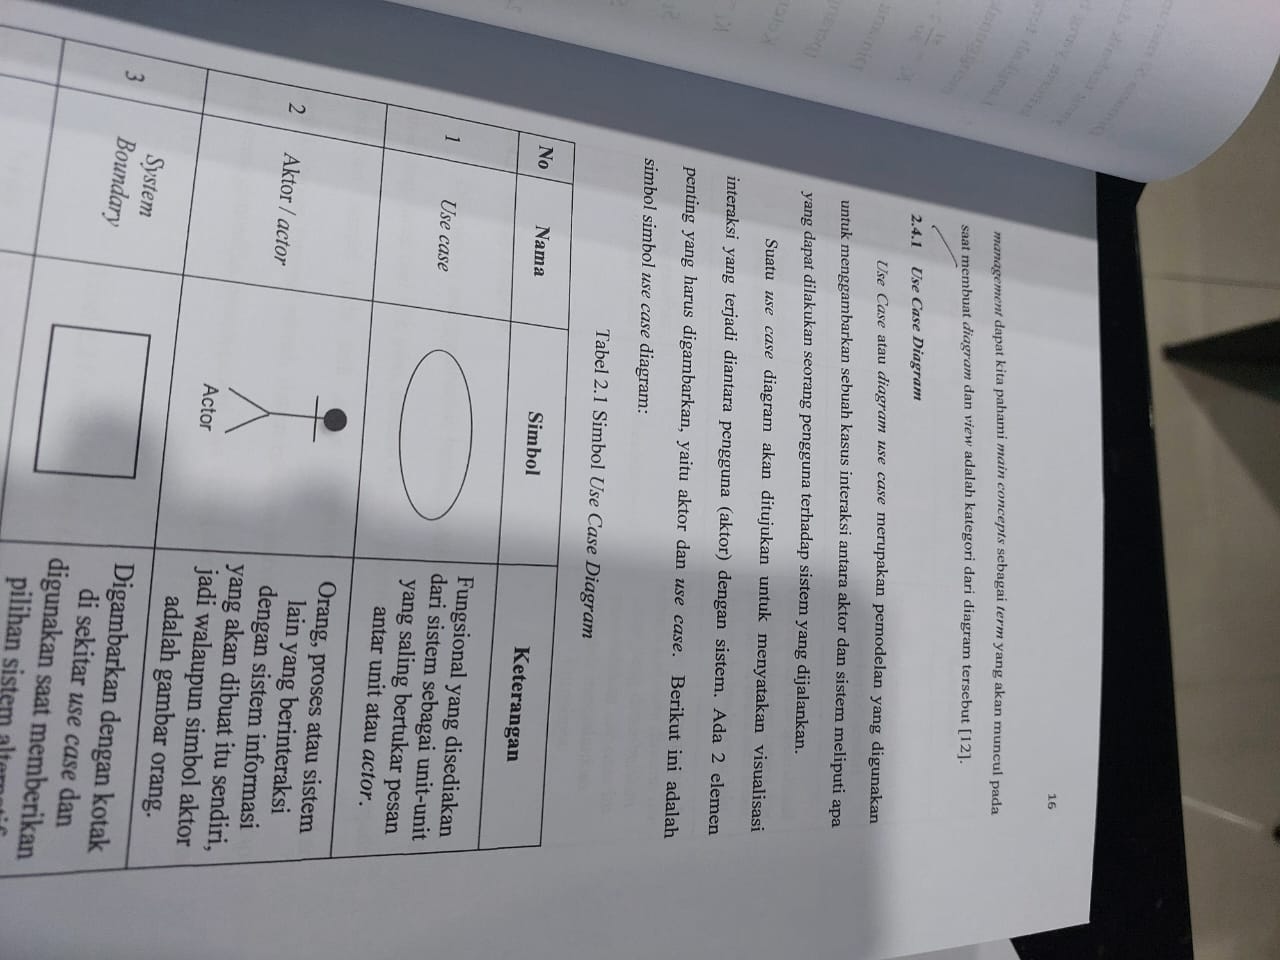 16
management dapat kita pahami main concepts sebagai term yang akan muncul pada
saat membuat diagram dan view adalah kategori dari diagram tersebut [12].
2.4.1 Use Case Diagram
Use Case atau diagram use case merupakan pemodelan yang digunakan
untuk menggambarkan sebuah kasus interaksi antara aktor dan sistem meliputi apa
yang dapat dilakukan seorang pengguna terhadap sistem yang dijalankan.
Suatu use case diagram akan ditujukan untuk menyatakan visualisasi
interaksi yang terjadi diantara pengguna (aktor) dengan sistem. Ada 2 elemen
penting yang harus digambarkan, yaitu aktor dan use case. Berikut ini adalah
simbol simbol use case diagram:
Tabel 2.1 Simbol Use Case Diagram
No Nama Simbol Keterangan
1 Use case
Fungsional yang disediakan
dari sistem sebagai unit-unit
yang saling bertukar pesan
antar unit atau actor.
2 Aktor / actor
Actor
Orang, proses atau sistem
lain yang berinteraksi
dengan sistem informasi
yang akan dibuat itu sendiri,
jadi walaupun simbol aktor
adalah gambar orang.
3 System
Boundary
Digambarkan dengan kotak
di sekitar use case dan
digunakan saat memberikan
pilihan sistem